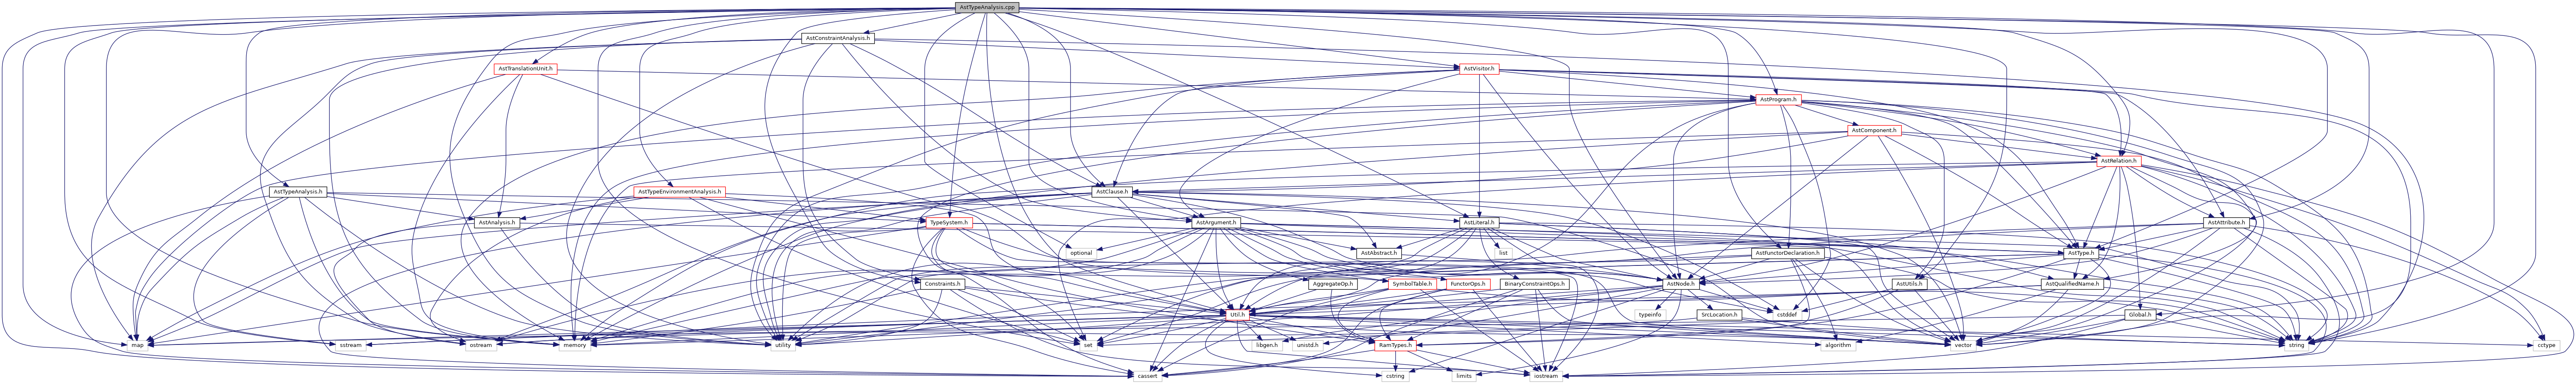 AstTypeAnalysis.cpp
AstConstraintAnalysis.h
AstTranslationUnit.h
AstVisitor.h
AstProgram.h
AstComponent.h
AstRelation.h
AstTypeAnalysis.h
AstTypeEnvironmentAnalysis.h
AstClause.h
AstAnalysis.h
TypeSystem.h
AstArgument.h
AstLiteral.h
AstAttribute.h
optional
AstAbstract.h
list
AstFunctorDeclaration.h
AstType.h
Constraints.h
AggregateOp.h
SymbolTable.h
FunctorOps.h
BinaryConstraintOps.h
AstNode.h
AstUtils.h
AstQualifiedName.h
Util.h
typeinfo
SrcLocation.h
cstddef
Global.h
map
sstream
ostream
memory
utility
set
libgen.h
unistd.h
RamTypes.h
algorithm
vector
string
cctype
cassert
cstring
limits
iostream